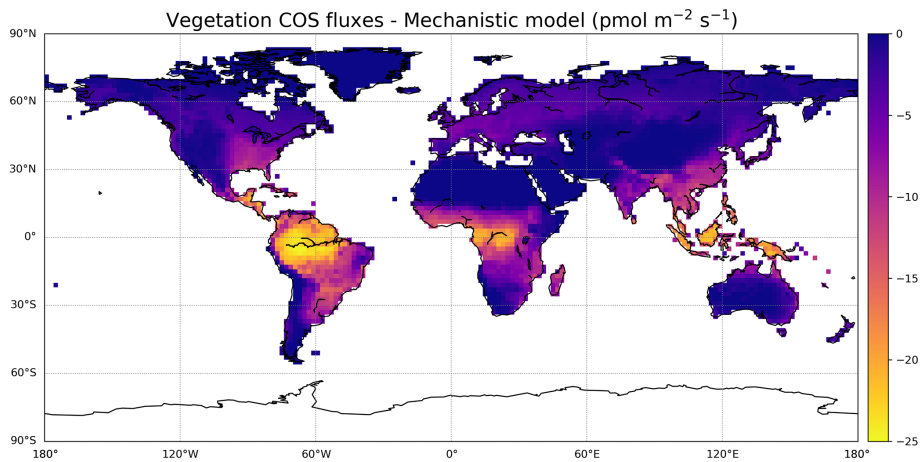 Vegetation COS fluxes - Mechanistic model (pmol m⁻² s⁻¹)
90°N
60°N
30°N
0°
30°S
60°S
90°S
180°
120°W
60°W
0°
60°E
120°E
180°
0
−5
−10
−15
−20
−25